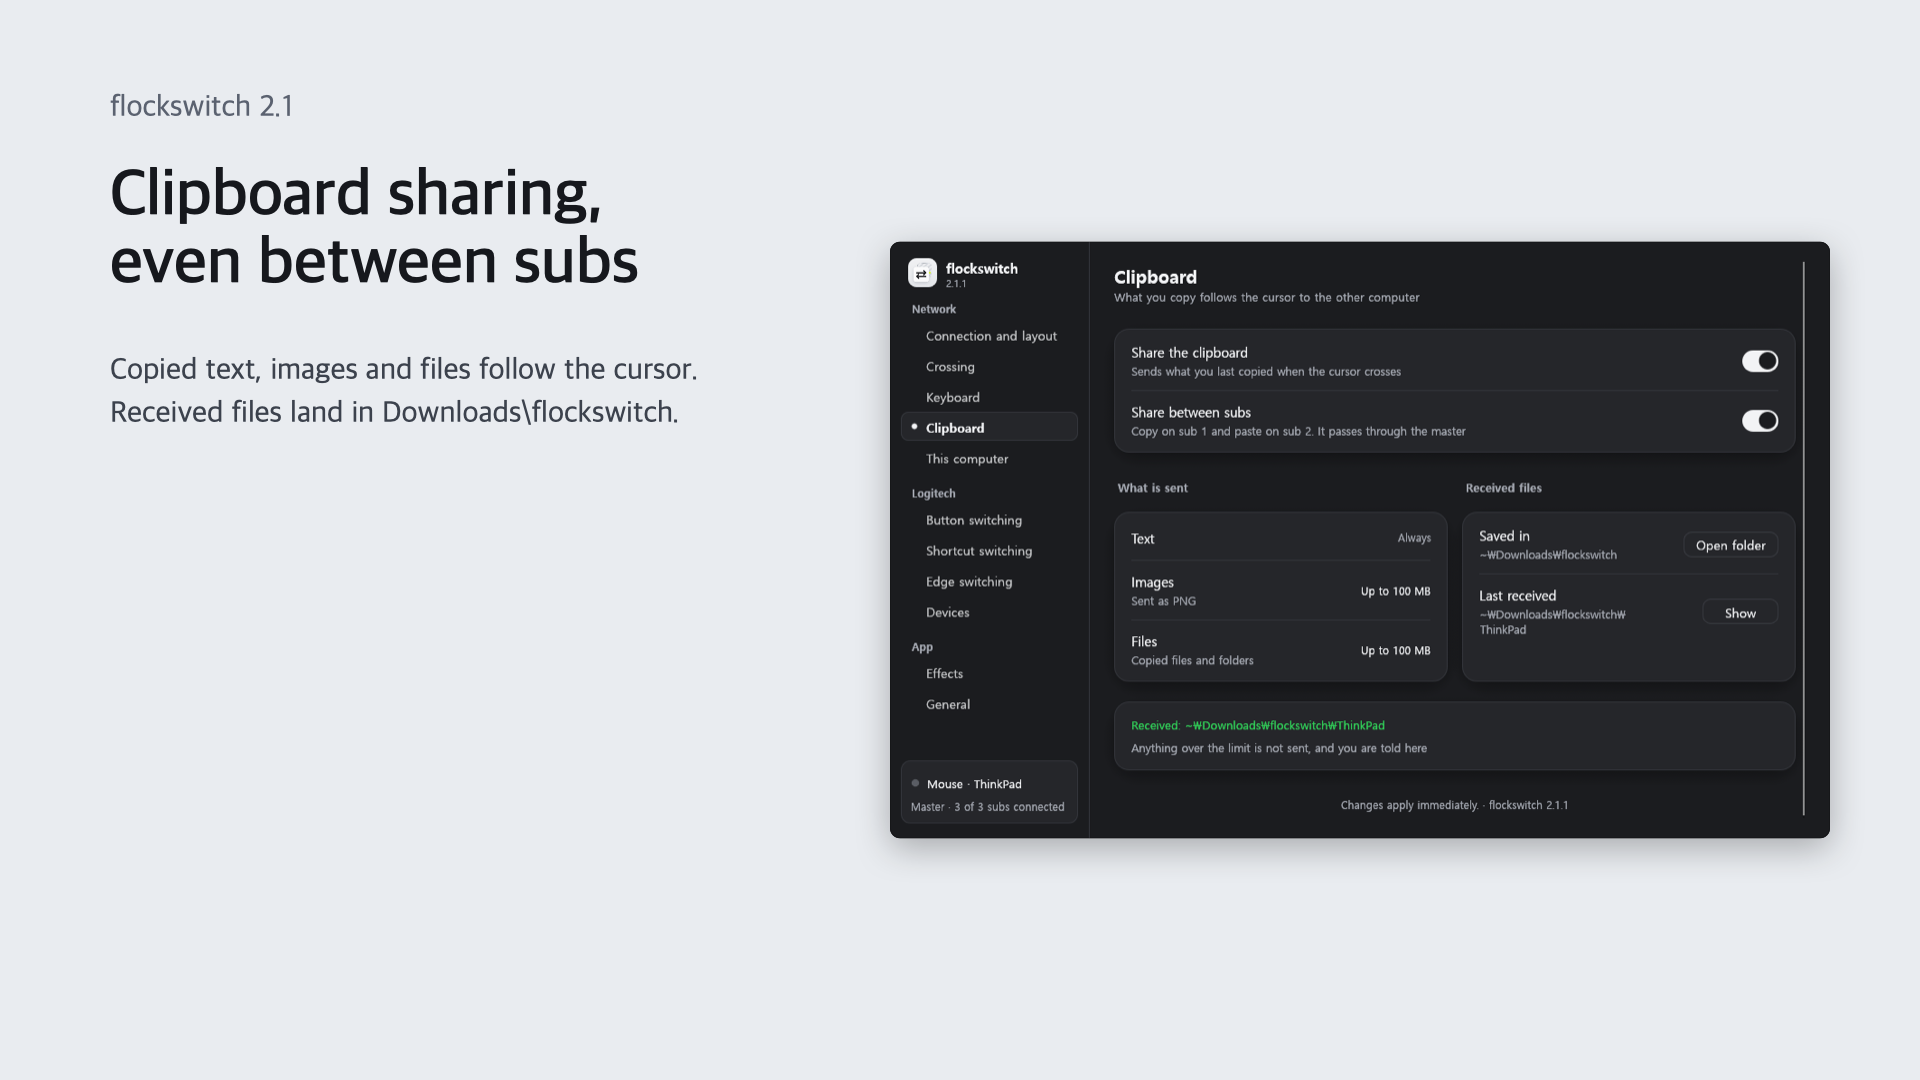 flockswitch 2.1
Clipboard sharing,
even between subs
Copied text, images and files follow the cursor.
Received files land in Downloads\flockswitch.
flockswitch
2.1.1
Network
Connection and layout
Crossing
Keyboard
Clipboard
This computer
Logitech
Button switching
Shortcut switching
Edge switching
Devices
App
Effects
General
Mouse · ThinkPad
Master · 3 of 3 subs connected
Clipboard
What you copy follows the cursor to the other computer
Share the clipboard
Sends what you last copied when the cursor crosses
Share between subs
Copy on sub 1 and paste on sub 2. It passes through the master
What is sent
Text
Always
Images
Sent as PNG
Up to 100 MB
Files
Copied files and folders
Up to 100 MB
Received files
Saved in
~₩Downloads₩flockswitch
Open folder
Last received
~₩Downloads₩flockswitch₩
ThinkPad
Show
Received: ~₩Downloads₩flockswitch₩ThinkPad
Anything over the limit is not sent, and you are told here
Changes apply immediately. · flockswitch 2.1.1